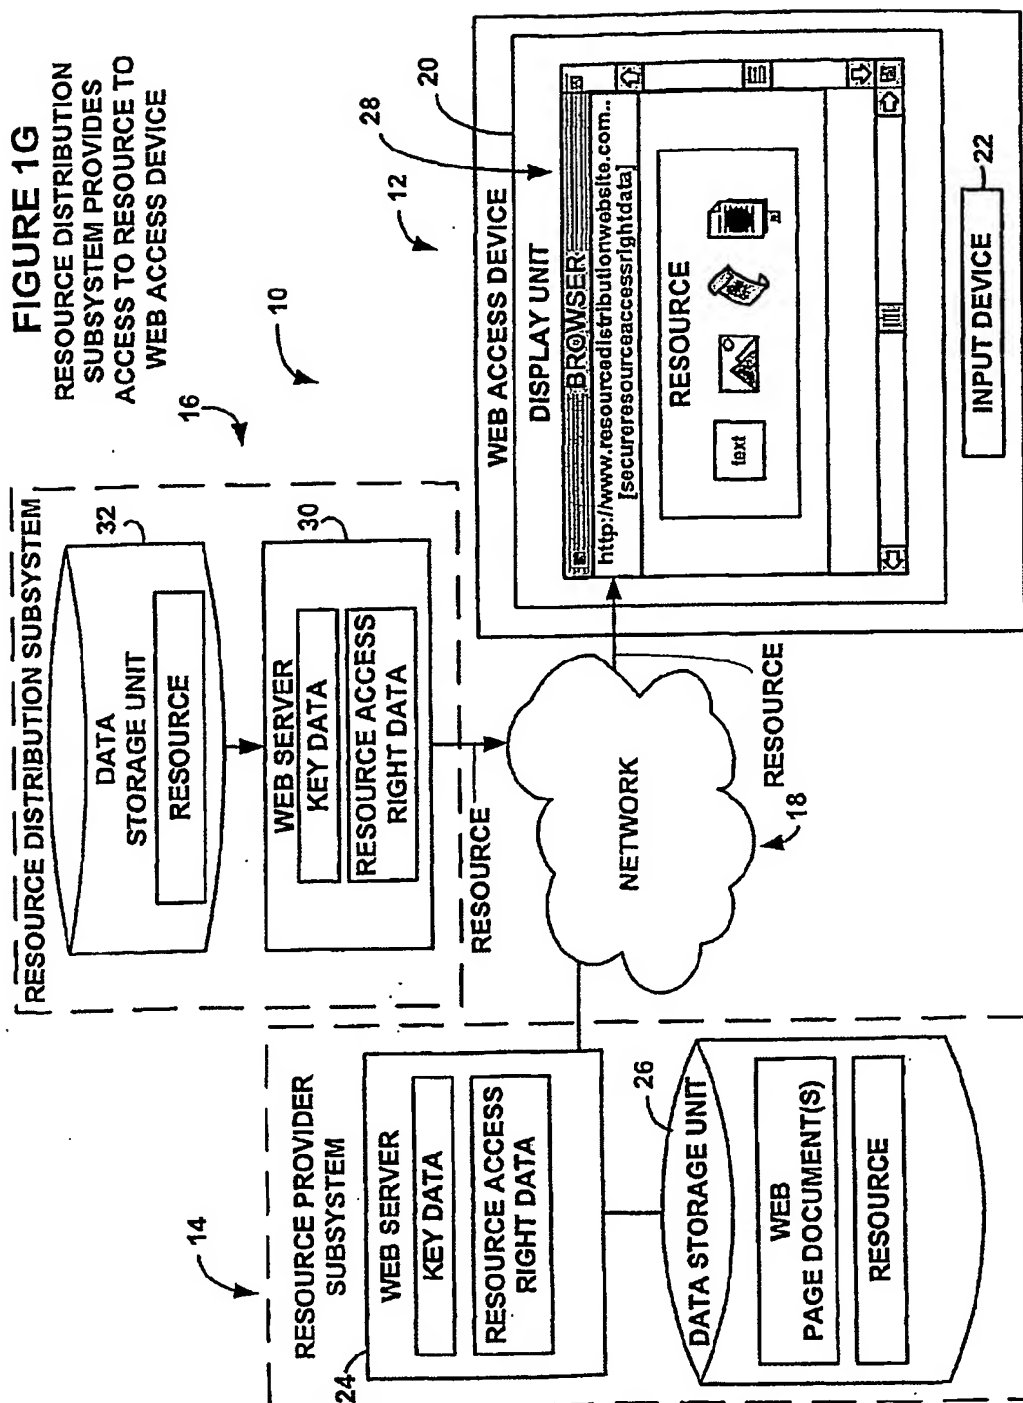 FIGURE 1G
RESOURCE DISTRIBUTION
SUBSYSTEM PROVIDES
ACCESS TO RESOURCE TO
WEB ACCESS DEVICE
10
16
RESOURCE DISTRIBUTION SUBSYSTEM
32
DATA
STORAGE UNIT
RESOURCE
30
WEB SERVER
KEY DATA
RESOURCE ACCESS
RIGHT DATA
RESOURCE
14
RESOURCE PROVIDER
SUBSYSTEM
24
WEB SERVER
KEY DATA
RESOURCE ACCESS
RIGHT DATA
26
DATA STORAGE UNIT
WEB
PAGE DOCUMENT(S)
RESOURCE
NETWORK
18
RESOURCE
12
28
20
WEB ACCESS DEVICE
DISPLAY UNIT
BROWSER
http://www.resourcedistributionwebsite.com..
[secureresourceaccessrightdata]
RESOURCE
text
INPUT DEVICE
22